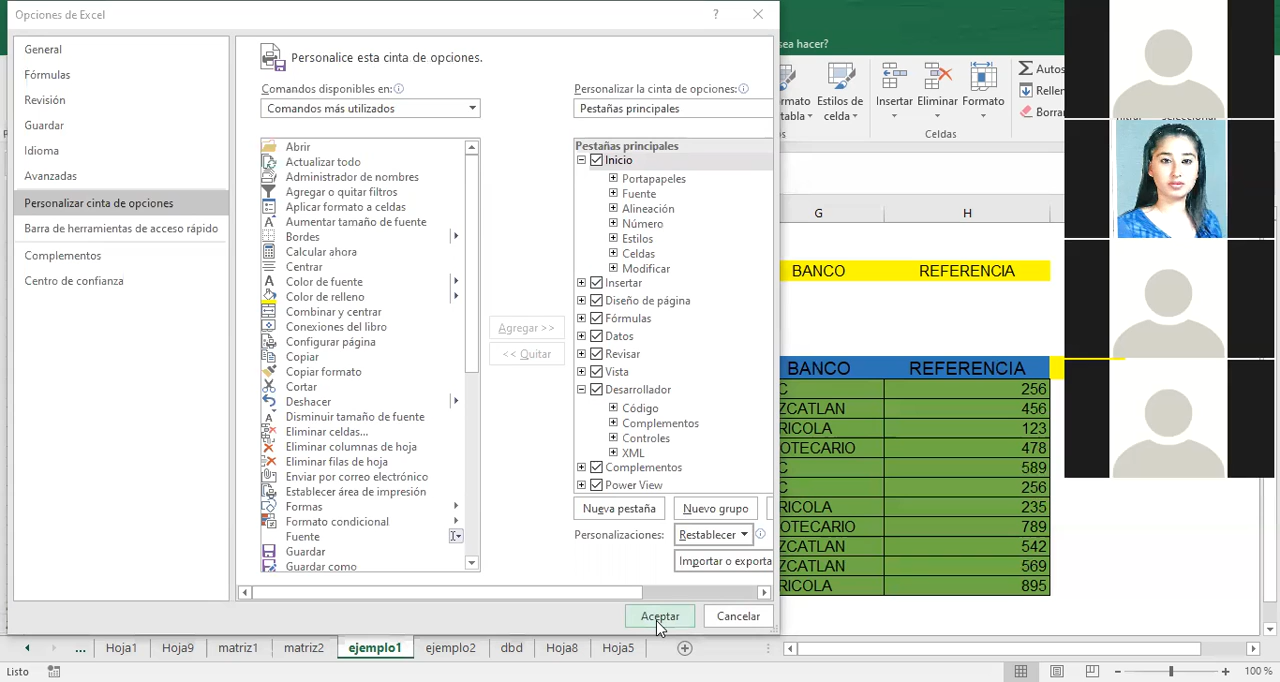 Opciones de Excel
?
General
Fórmulas
Revisión
Guardar
Idioma
Avanzadas
Personalizar cinta de opciones
Barra de herramientas de acceso rápido
Complementos
Centro de confianza
Personalice esta cinta de opciones.
Comandos disponibles en:
Comandos más utilizados
Abrir
Actualizar todo
Administrador de nombres
Agregar o quitar filtros
Aplicar formato a celdas
Aumentar tamaño de fuente
Bordes
Calcular ahora
Centrar
Color de fuente
Color de relleno
Combinar y centrar
Conexiones del libro
Configurar página
Copiar
Copiar formato
Cortar
Deshacer
Disminuir tamaño de fuente
Eliminar celdas...
Eliminar columnas de hoja
Eliminar filas de hoja
Enviar por correo electrónico
Establecer área de impresión
Formas
Formato condicional
Fuente
Guardar
Guardar como
Agregar >>
<< Quitar
Personalizar la cinta de opciones:
Pestañas principales
Pestañas principales
Inicio
Portapapeles
Fuente
Alineación
Número
Estilos
Celdas
Modificar
Insertar
Diseño de página
Fórmulas
Datos
Revisar
Vista
Desarrollador
Código
Complementos
Controles
XML
Complementos
Power View
Nueva pestaña
Nuevo grupo
Personalizaciones:
Restablecer
Importar o exporta
Aceptar
Cancelar
sea hacer?
rmato
tabla
Estilos de
celda
Insertar
Eliminar
Formato
Celdas
Autos
Reller
Borra
G
H
BANCO REFERENCIA
BANCO REFERENCIA
C 256
ZCATLAN 456
RICOLA 123
OTECARIO 478
C 589
C 256
RICOLA 235
OTECARIO 789
ZCATLAN 542
ZCATLAN 569
RICOLA 895
... Hoja1 Hoja9 matriz1 matriz2 ejemplo1 ejemplo2 dbd Hoja8 Hoja5
Listo
100 %